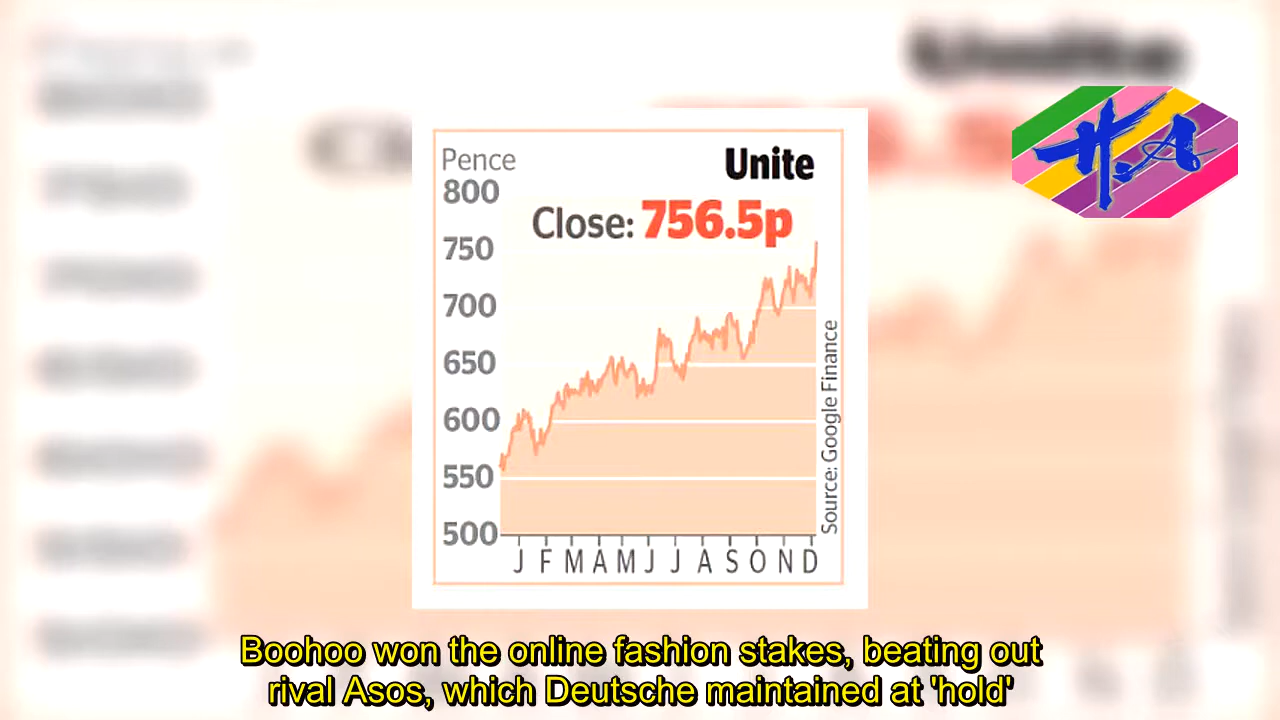 Pence
Unite
800
Close: 756.5p
750
700
650
600
550
500
J F M A M J J A S O N D
Source: Google Finance
H.A
Boohoo won the online fashion stakes, beating out
rival Asos, which Deutsche maintained at 'hold'